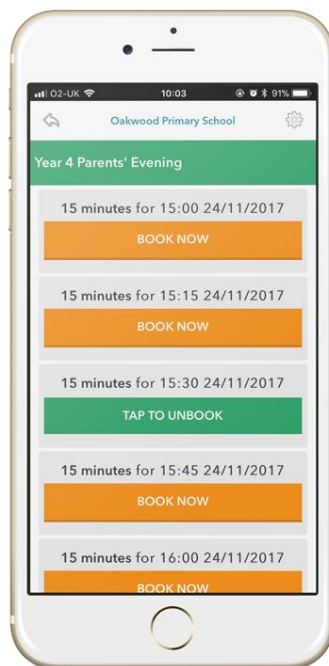 O2-UK 10:03 91%
Oakwood Primary School
Year 4 Parents' Evening
15 minutes for 15:00 24/11/2017
BOOK NOW
15 minutes for 15:15 24/11/2017
BOOK NOW
15 minutes for 15:30 24/11/2017
TAP TO UNBOOK
15 minutes for 15:45 24/11/2017
BOOK NOW
15 minutes for 16:00 24/11/2017
BOOK NOW